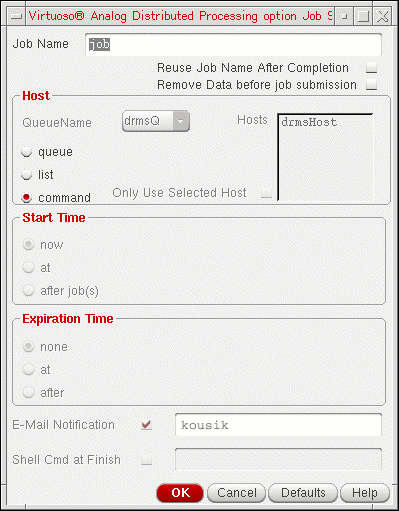 Virtuoso® Analog Distributed Processing option Job S
Job Name job
Reuse Job Name After Completion
Remove Data before job submission
Host
QueueName drmsQ Hosts drmsHost
queue
list
command Only Use Selected Host
Start Time
now
at
after job(s)
Expiration Time
none
at
after
E-Mail Notification kousik
Shell Cmd at Finish
OK Cancel Defaults Help